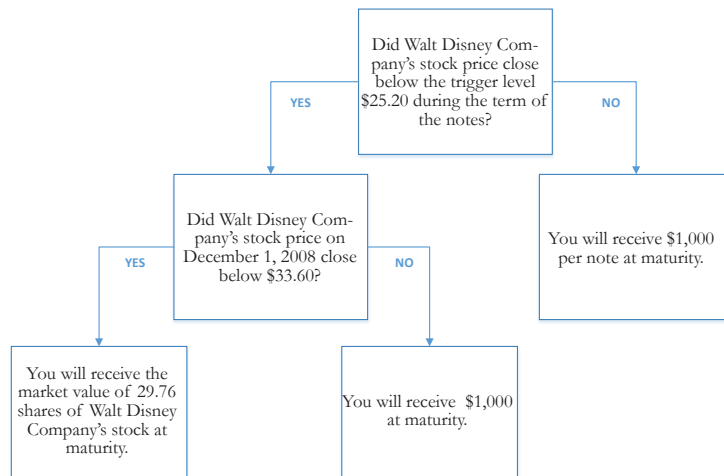 Did Walt Disney Com-
pany's stock price close
below the trigger level
$25.20 during the term of
the notes?
YES
NO
Did Walt Disney Com-
pany's stock price on
December 1, 2008 close
below $33.60?
You will receive $1,000
per note at maturity.
YES
NO
You will receive the
market value of 29.76
shares of Walt Disney
Company's stock at
maturity.
You will receive $1,000
at maturity.